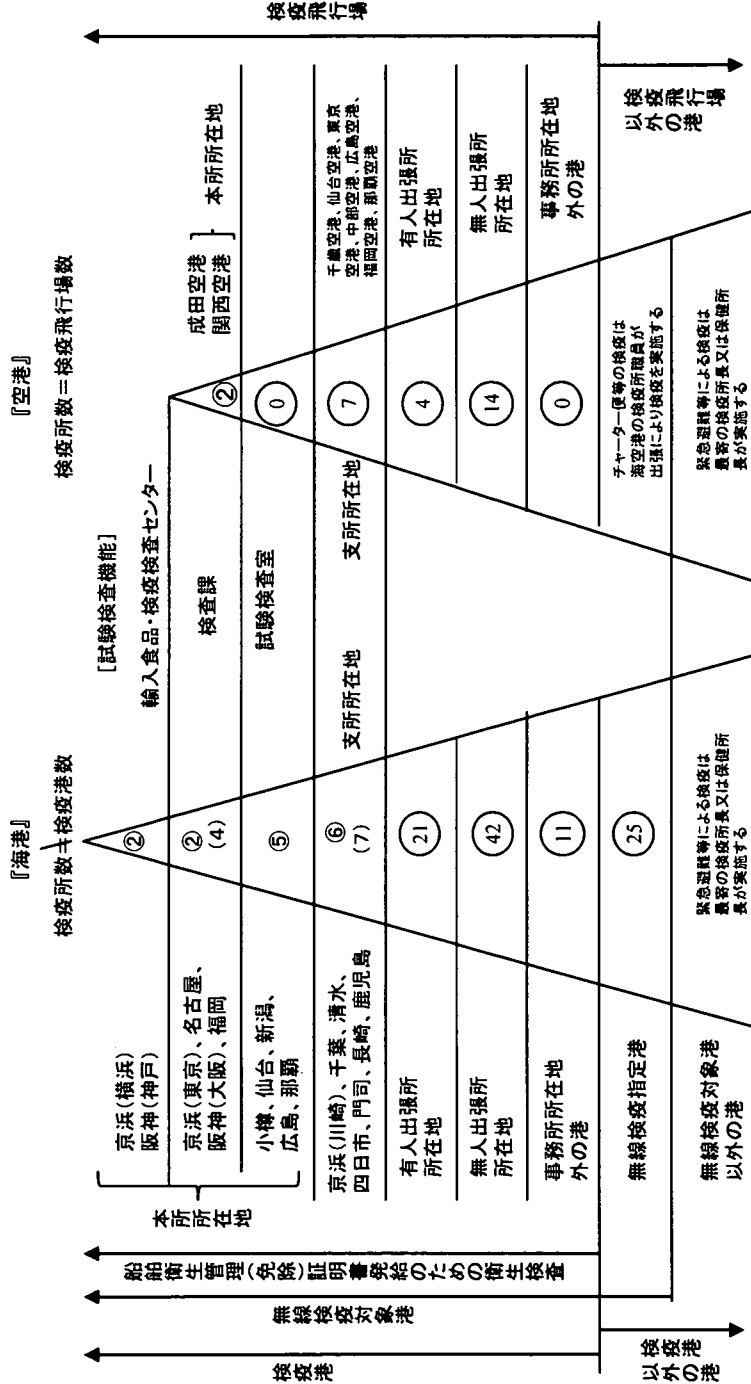 『海港』
検疫所数≒検疫港数
[試験検査機能]
輸入食品・検疫検査センター
検査課
試験検査室
『空港』
検疫所数=検疫飛行場数
京浜(横浜)
阪神(神戸)
②
京浜(東京)、名古屋、
阪神(大阪)、福岡
②
(4)
小樽、仙台、新潟、
広島、那覇
⑤
本所所在地
京浜(川崎)、千葉、清水、
四日市、門司、長崎、鹿児島
⑥
(7)
支所所在地
有人出張所
所在地
21
無人出張所
所在地
42
事務所所在地
外の港
11
無線検疫指定港
25
無線検疫対象港
以外の港
緊急避難等による検疫は
最寄の検疫所長又は保健所
長が実施する
船舶衛生管理(免除)証明書発給のための衛生検査
無線検疫対象港
検疫港
検疫港
以外の港
②
成田空港
関西空港
本所所在地
0
支所所在地
7
千歳空港、仙台空港、東京
空港、中部空港、広島空港、
福岡空港、那覇空港
4
有人出張所
所在地
14
無人出張所
所在地
0
事務所所在地
外の港
チャーター便等の検疫は
海空港の検疫所職員が
出張により検疫を実施する
緊急避難等による検疫は
最寄の検疫所長又は保健所
長が実施する
検疫飛行場
検疫飛行場
以外の港